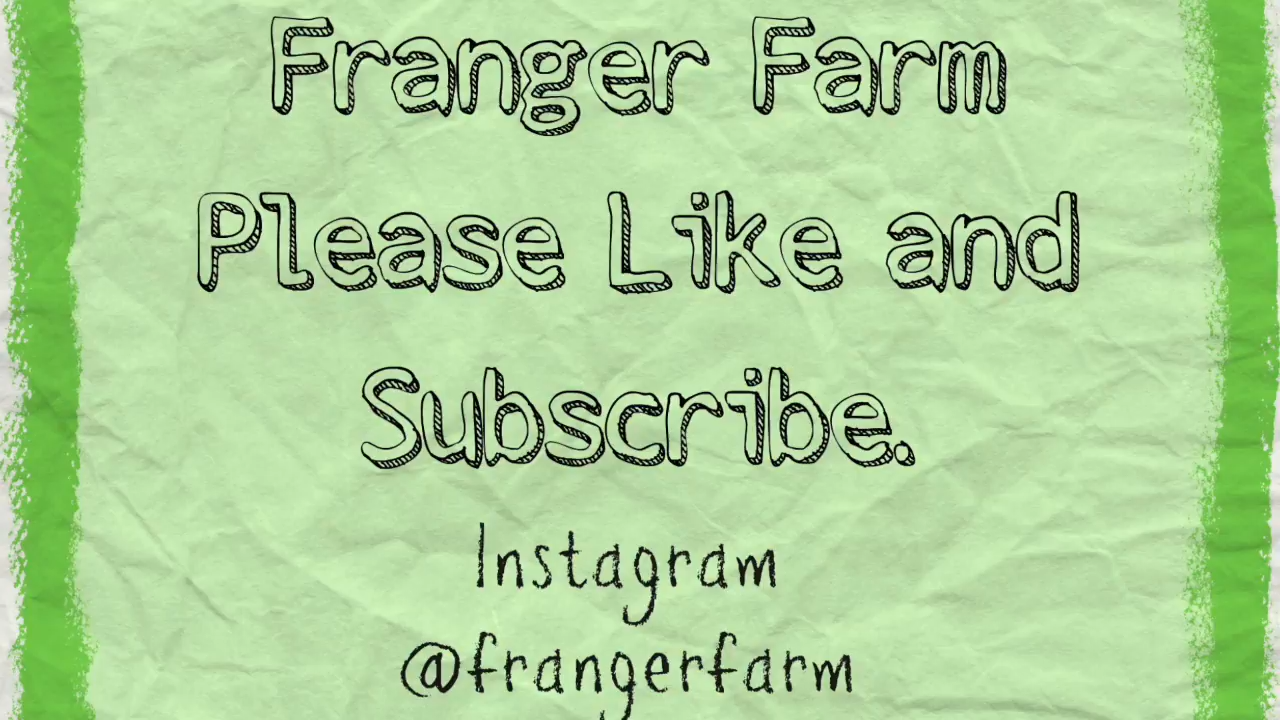 Franger Farm
Please Like and
Subscribe.
Instagram
@frangerfarm